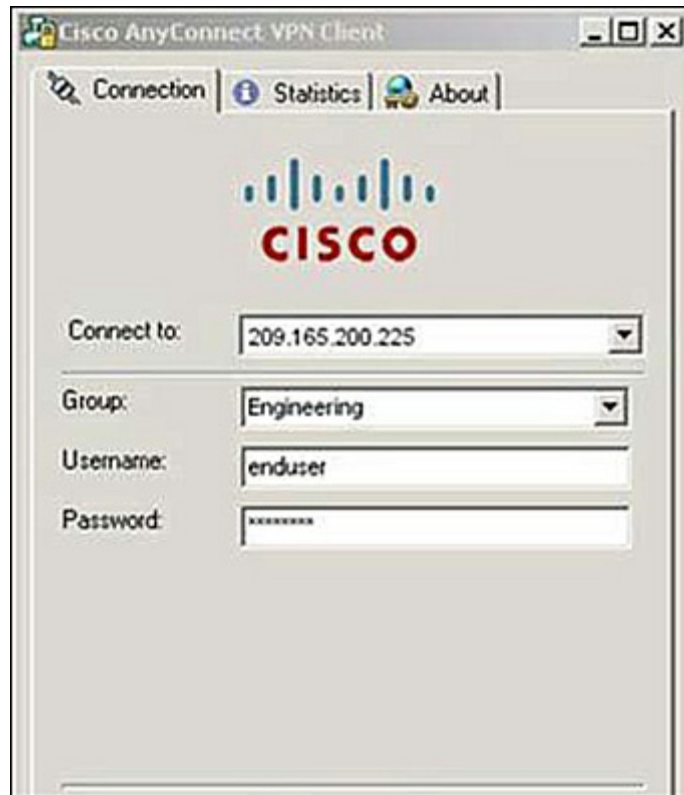 Cisco AnyConnect VPN Client
Connection Statistics About
CISCO
Connect to: 209.165.200.225
Group: Engineering
Username: enduser
Password: ********